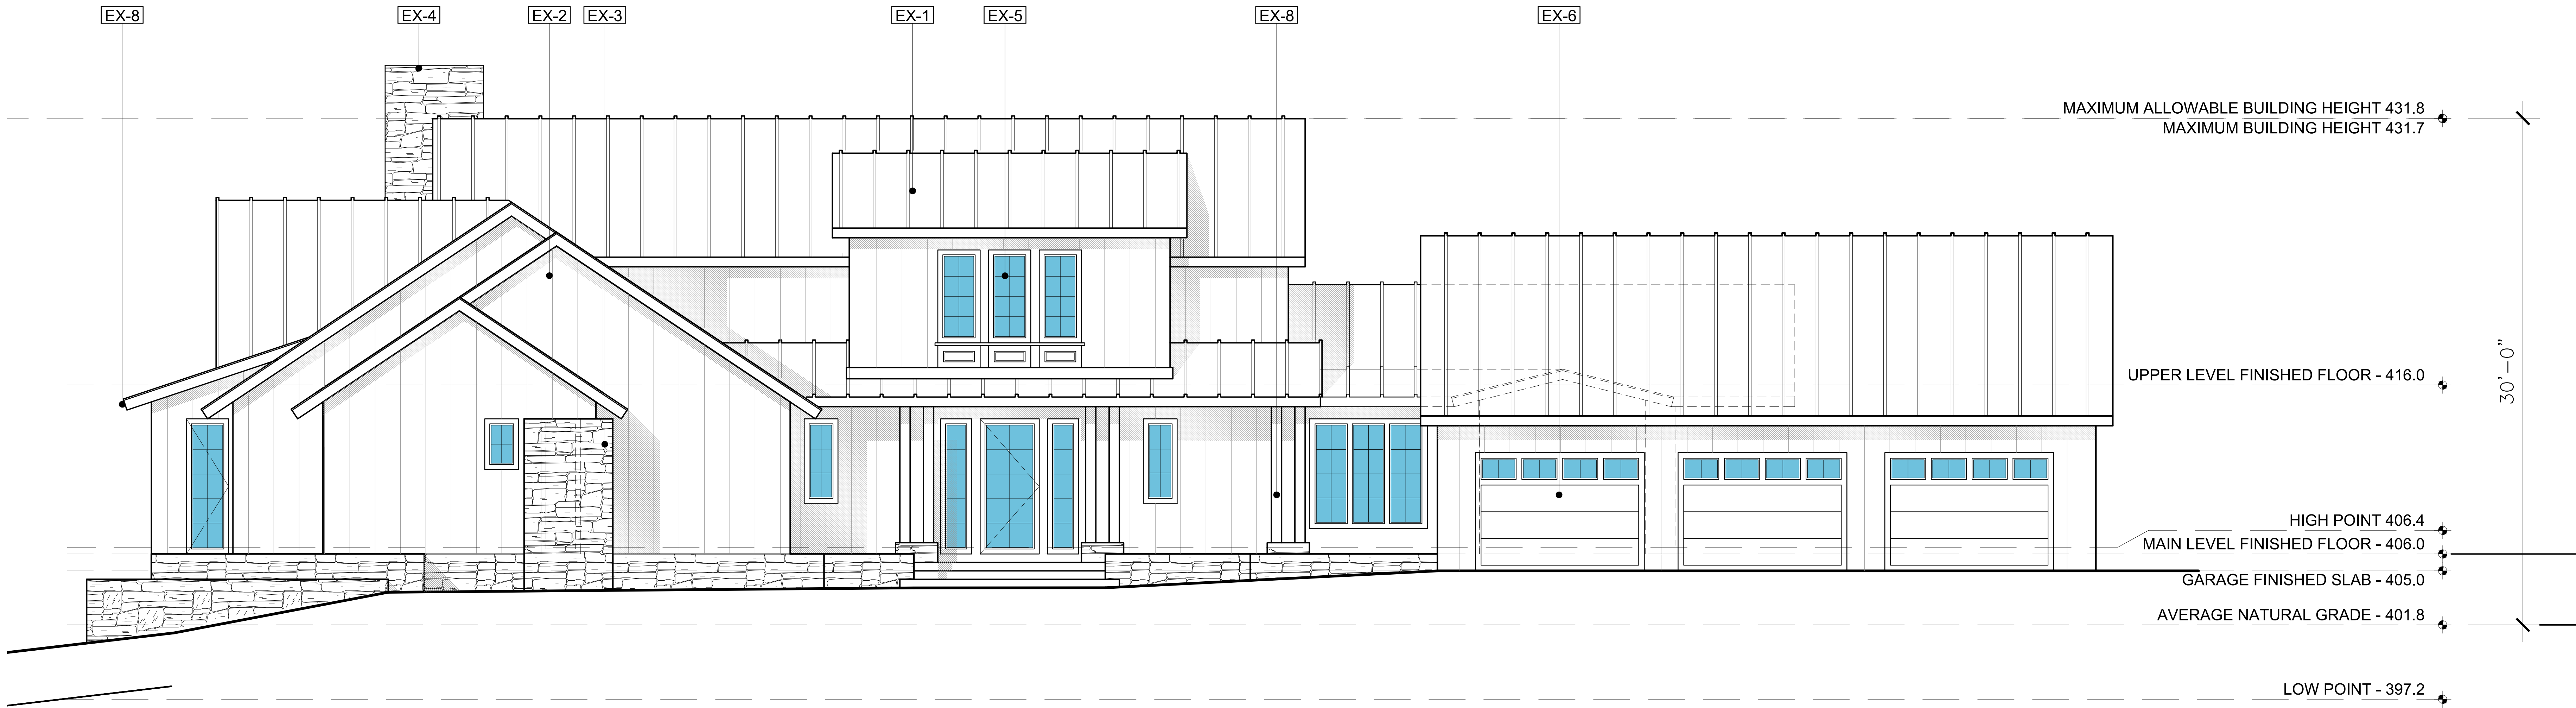 EX-8 EX-4 EX-2 EX-3 EX-1 EX-5 EX-8 EX-6
MAXIMUM ALLOWABLE BUILDING HEIGHT 431.8
MAXIMUM BUILDING HEIGHT 431.7
30'-0"
UPPER LEVEL FINISHED FLOOR - 416.0
HIGH POINT 406.4
MAIN LEVEL FINISHED FLOOR - 406.0
GARAGE FINISHED SLAB - 405.0
AVERAGE NATURAL GRADE - 401.8
LOW POINT - 397.2